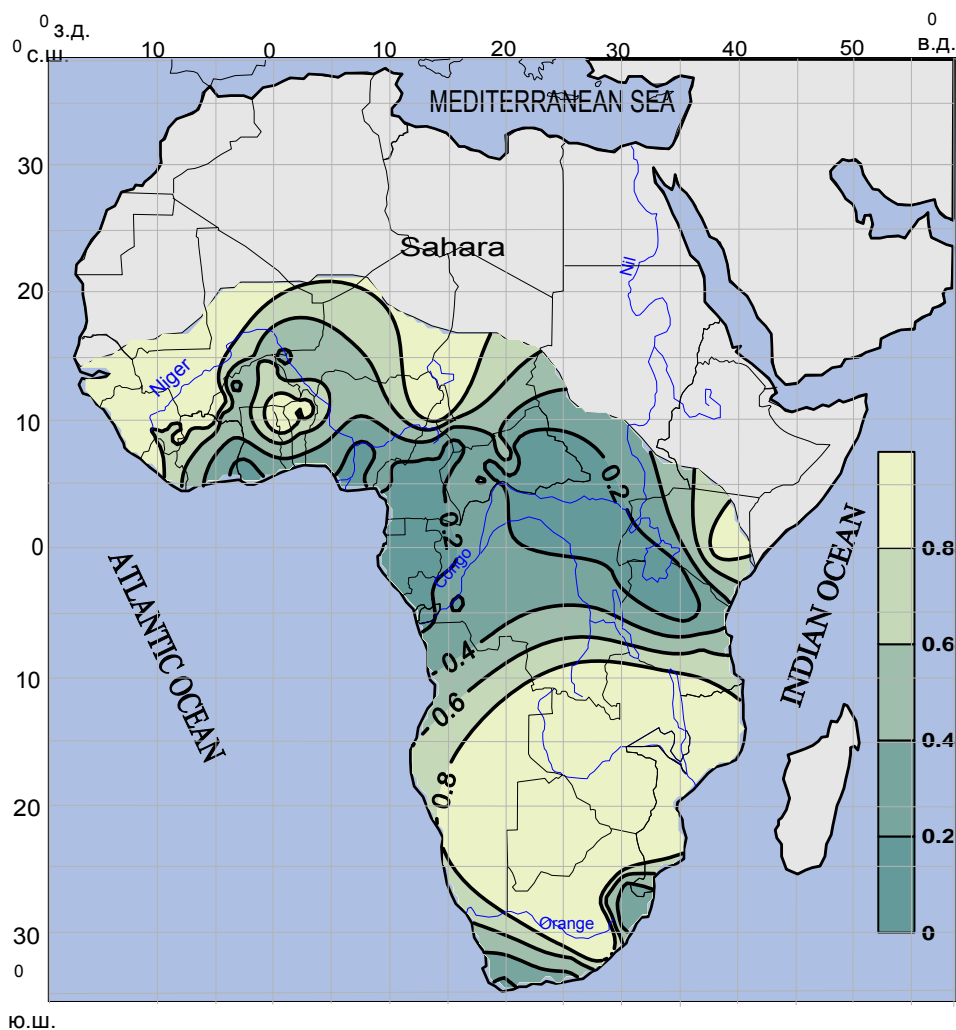 0 з.д.
0 с.ш.
10 0 10 20 30 40 50
0
в.д.
MEDITERRANEAN SEA
30
Sahara
Nil
20
Niger
0
10
0.2
0.2
0
Congo
0
ATLANTIC OCEAN
INDIAN OCEAN
0.8
0.6
0.4
0.2
0
0.4
10
0.6
0.8
20
Orange
30
0
ю.ш.